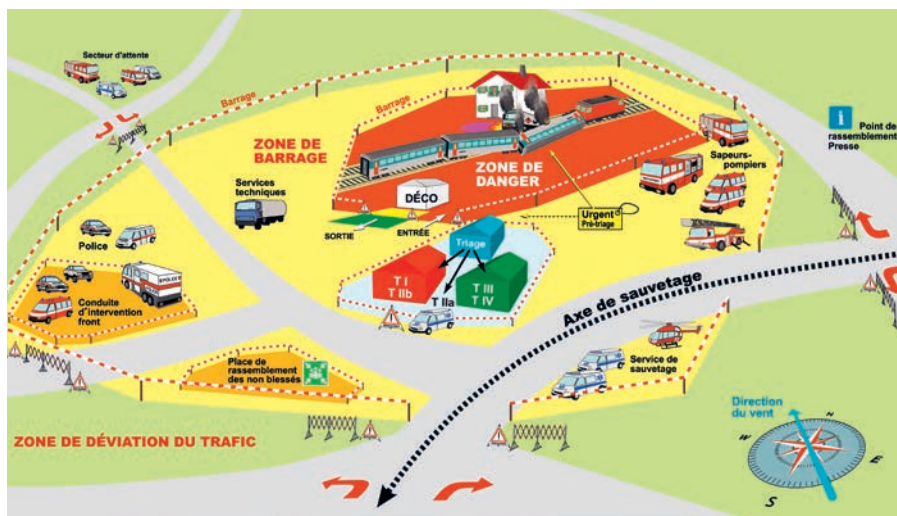 Secteur d'attente
Barrage
Barrage
ZONE DE
BARRAGE
ZONE DE
DANGER
i
Point de
rassemblement
Presse
Sapeurs-
pompiers
Services
techniques
DÉCO
SORTIE
ENTRÉE
Urgent
Pré-triage
Police
POLICE
Triage
T I
T IIb
T IIa
T III
T IV
Conduite
d'intervention
front
Axe de sauvetage
Place de
rassemblement
des non blessés
Service de
sauvetage
Direction
du vent
N
W
E
S
ZONE DE DÉVIATION DU TRAFIC